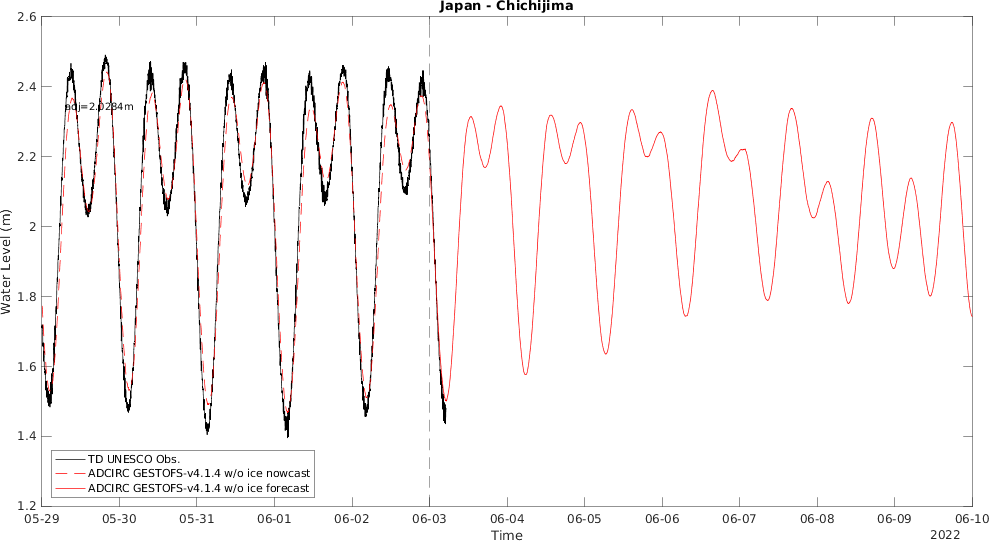 Japan - Chichijima
2.6
2.4
2.2
2
1.8
1.6
1.4
1.2
Water Level (m)
adj=2.0284m
TD UNESCO Obs.
ADCIRC GESTOFS-v4.1.4 w/o ice nowcast
ADCIRC GESTOFS-v4.1.4 w/o ice forecast
05-29 05-30 05-31 06-01 06-02 06-03 06-04 06-05 06-06 06-07 06-08 06-09 06-10
Time
2022